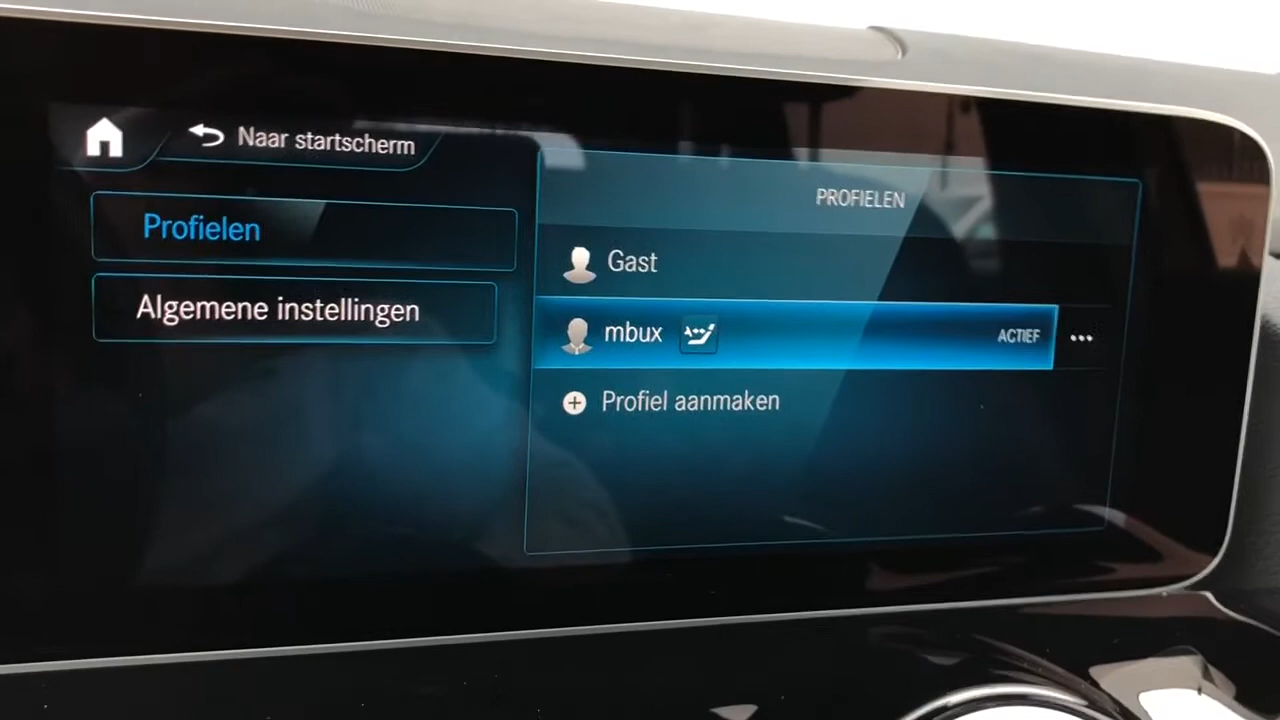 Naar startscherm
Profielen
Algemene instellingen
PROFIELEN
Gast
mbux ACTIEF
Profiel aanmaken